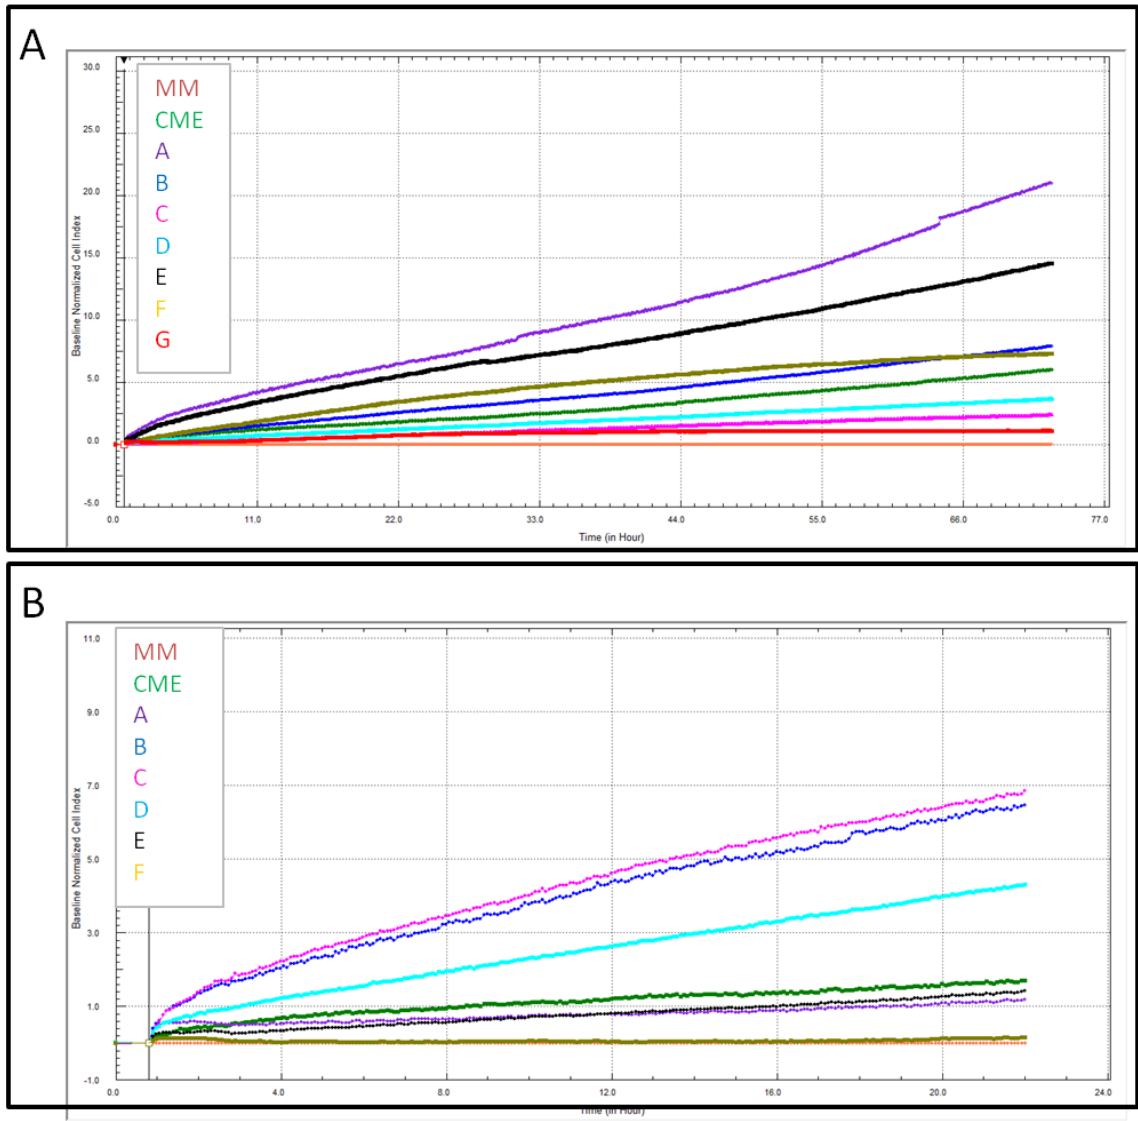 A
30.0
25.0
20.0
15.0
10.0
5.0
0.0
-5.0
Baseline Normalized Cell Index
MM
CME
A
B
C
D
E
F
G
0.0 11.0 22.0 33.0 44.0 55.0 66.0 77.0
Time (in Hour)
B
11.0
9.0
7.0
5.0
3.0
1.0
-1.0
Baseline Normalized Cell Index
MM
CME
A
B
C
D
E
F
0.0 4.0 8.0 12.0 16.0 20.0 24.0
Time (in Hour)